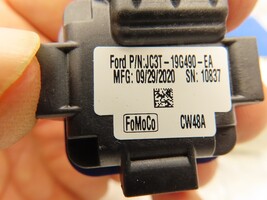 Ford P/N:JC3T-19G490-EA
MFG: 09/29/2020 SN: 10837
FoMoCo CW48A